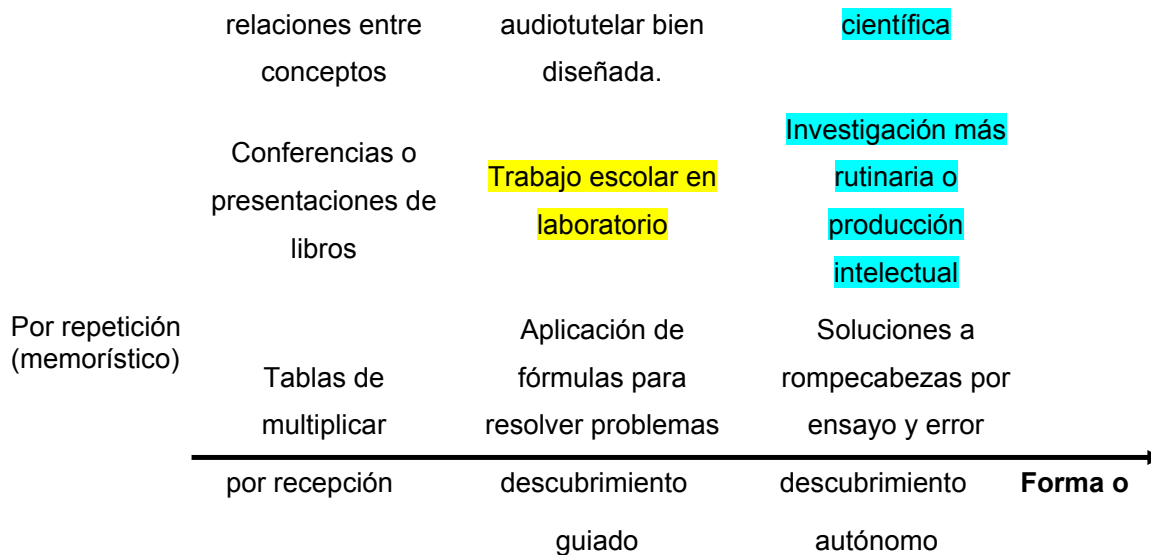 relaciones entre
conceptos
audiotutelar bien
diseñada.
científica
Conferencias o
presentaciones de
libros
Trabajo escolar en
laboratorio
Investigación más
rutinaria o
producción
intelectual
Por repetición
(memorístico)
Tablas de
multiplicar
Aplicación de
fórmulas para
resolver problemas
Soluciones a
rompecabezas por
ensayo y error
por recepción
descubrimiento
guiado
descubrimiento
autónomo
Forma o